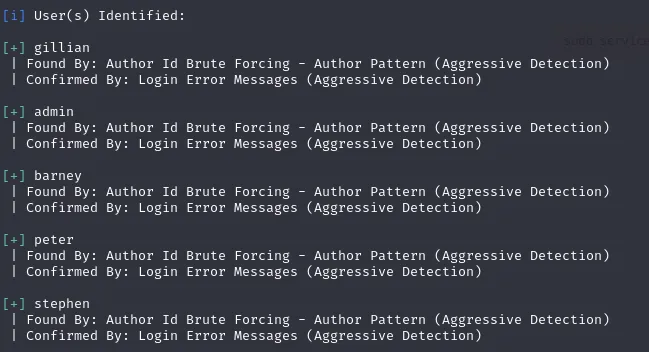 [i] User(s) Identified:
[+] gillian
| Found By: Author Id Brute Forcing - Author Pattern (Aggressive Detection)
| Confirmed By: Login Error Messages (Aggressive Detection)
[+] admin
| Found By: Author Id Brute Forcing - Author Pattern (Aggressive Detection)
| Confirmed By: Login Error Messages (Aggressive Detection)
[+] barney
| Found By: Author Id Brute Forcing - Author Pattern (Aggressive Detection)
| Confirmed By: Login Error Messages (Aggressive Detection)
[+] peter
| Found By: Author Id Brute Forcing - Author Pattern (Aggressive Detection)
| Confirmed By: Login Error Messages (Aggressive Detection)
[+] stephen
| Found By: Author Id Brute Forcing - Author Pattern (Aggressive Detection)
| Confirmed By: Login Error Messages (Aggressive Detection)